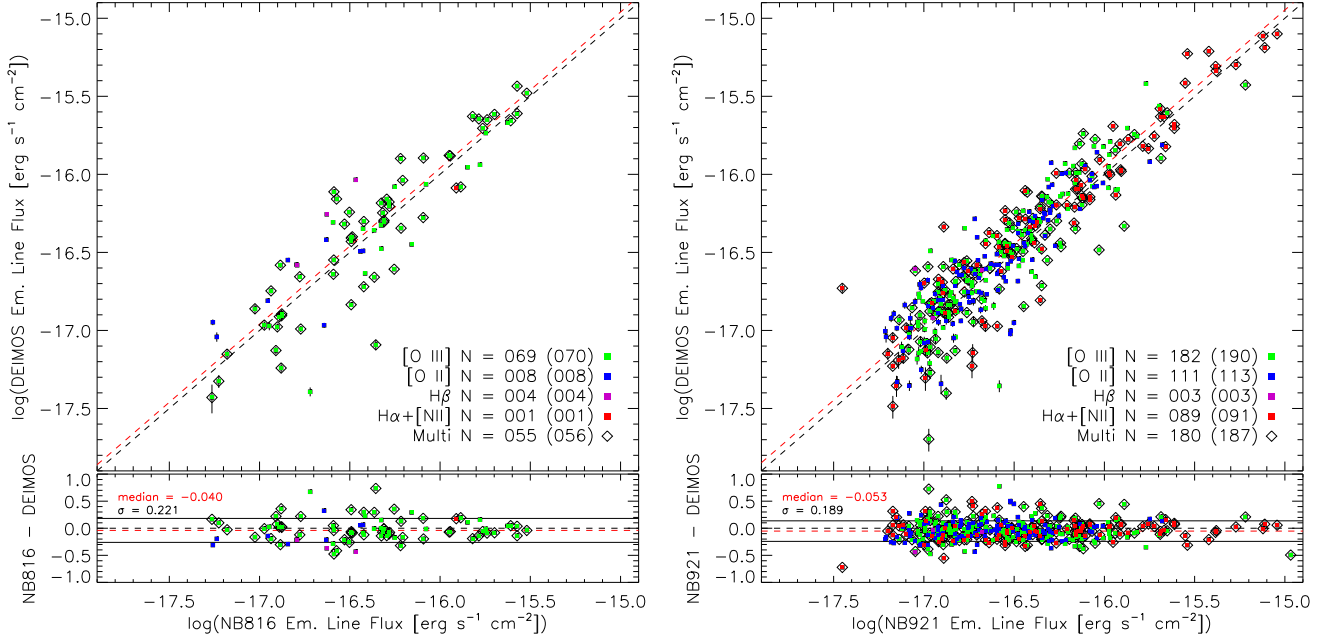 log(DEIMOS Em. Line Flux [erg s⁻¹ cm⁻²])
-15.0
-15.5
-16.0
-16.5
-17.0
-17.5
[O III] N = 069 (070)
[O II] N = 008 (008)
Hβ N = 004 (004)
Hα+[NII] N = 001 (001)
Multi N = 055 (056)
NB816 - DEIMOS
1.0
0.5
0.0
-0.5
-1.0
median = -0.040
σ = 0.221
-17.5 -17.0 -16.5 -16.0 -15.5 -15.0
log(NB816 Em. Line Flux [erg s⁻¹ cm⁻²])
log(DEIMOS Em. Line Flux [erg s⁻¹ cm⁻²])
-15.0
-15.5
-16.0
-16.5
-17.0
-17.5
[O III] N = 182 (190)
[O II] N = 111 (113)
Hβ N = 003 (003)
Hα+[NII] N = 089 (091)
Multi N = 180 (187)
NB921 - DEIMOS
1.0
0.5
0.0
-0.5
-1.0
median = -0.053
σ = 0.189
-17.5 -17.0 -16.5 -16.0 -15.5 -15.0
log(NB921 Em. Line Flux [erg s⁻¹ cm⁻²])